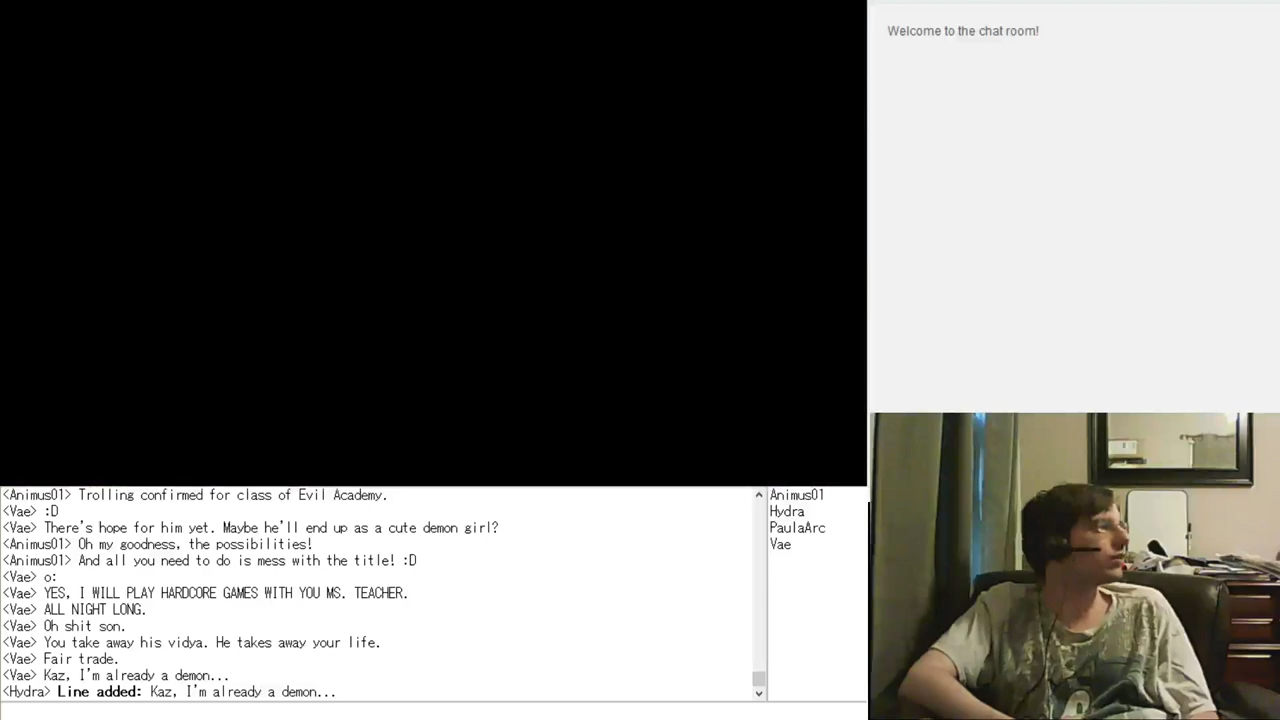 Welcome to the chat room!
<Animus01> Trolling confirmed for class of Evil Academy.
<Vae> :D
<Vae> There's hope for him yet. Maybe he'll end up as a cute demon girl?
<Animus01> Oh my goodness, the possibilities!
<Animus01> And all you need to do is mess with the title! :D
<Vae> o:
<Vae> YES, I WILL PLAY HARDCORE GAMES WITH YOU MS. TEACHER.
<Vae> ALL NIGHT LONG.
<Vae> Oh shit son.
<Vae> You take away his vidya. He takes away your life.
<Vae> Fair trade.
<Vae> Kaz, I'm already a demon...
<Hydra> Line added: Kaz, I'm already a demon...
Animus01
Hydra
PaulaArc
Vae